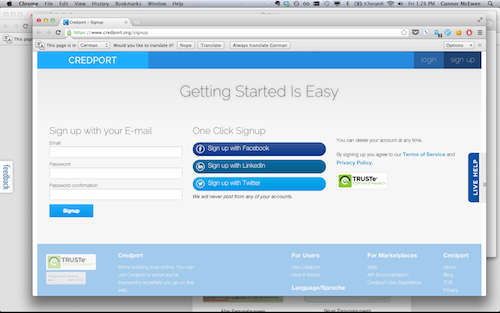 Chrome File Edit View History Bookmarks Window Help
(Charged) Fri 1:26 PM Connor McEwen
Credport - Signup
https://www.credport.org/signup
This page is in German Would you like to translate it? Nope Translate Always translate German Options
CREDPORT
login sign up
Getting Started Is Easy
Sign up with your E-mail
Email
Password
Password confirmation
Signup
One Click Signup
Sign up with Facebook
Sign up with LinkedIn
Sign up with Twitter
We will never post from any of your accounts.
You can delete your account at any time.
By signing up you agree to our Terms of Service and
Privacy Policy.
TRUSTe
CERTIFIED PRIVACY
feedback
LIVE HELP
TRUSTe
Credport
We're building trust online. You can
use Credport to prove you're
trustworthy anywhere you go on the
web.
For Users
Use Credport
How It Works
Language/Sprache
For Marketplaces
Start
API Documentation
Credport User Experience
Credport
About
Blog
TOS
Privacy